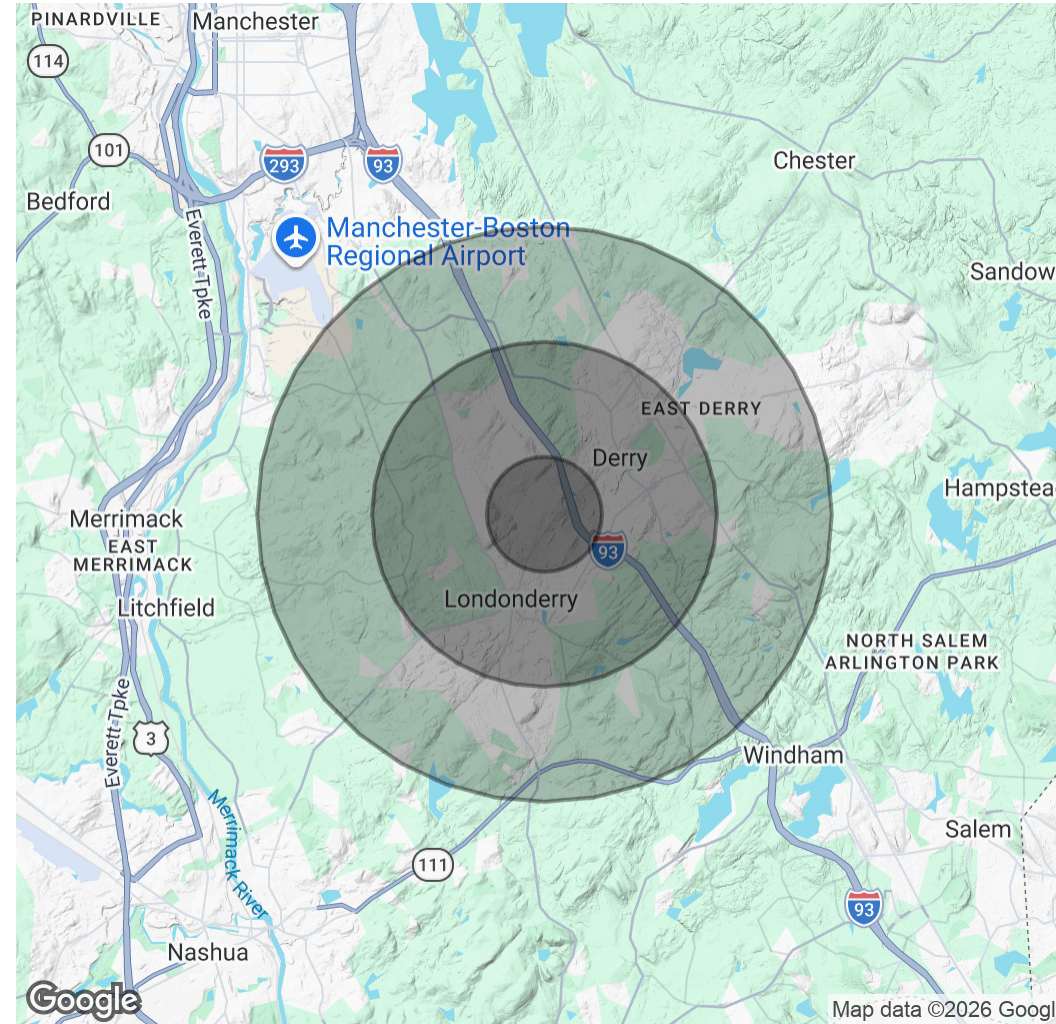 PINARDVILLE
Manchester
114
101
293
93
Chester
Bedford
Everett Tpke
Manchester-Boston
Regional Airport
Sandow
EAST DERRY
Derry
Hampstea
Merrimack
EAST
MERRIMACK
93
Londonderry
Litchfield
NORTH SALEM
ARLINGTON PARK
Everett-Tpke
3
Windham
Merrimack River
Salem
111
93
Nashua
Google
Map data ©2026 Googl